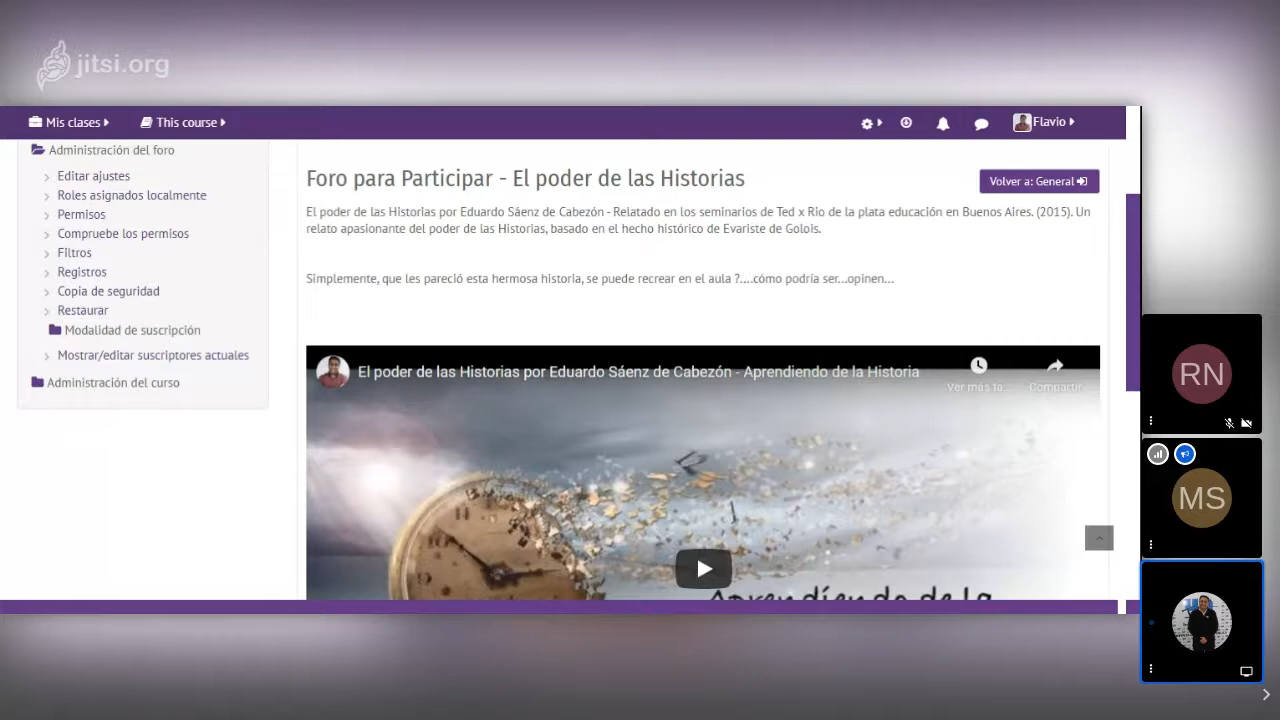 jitsi.org
Mis clases
This course
Flavio
Administración del foro
Editar ajustes
Roles asignados localmente
Permisos
Compruebe los permisos
Filtros
Registros
Copia de seguridad
Restaurar
Modalidad de suscripción
Mostrar/editar suscriptores actuales
Administración del curso
Foro para Participar - El poder de las Historias
Volver a: General
El poder de las Historias por Eduardo Sáenz de Cabezón - Relatado en los seminarios de Ted x Rio de la plata educación en Buenos Aires. (2015). Un
relato apasionante del poder de las Historias, basado en el hecho histórico de Evariste de Golois.
Simplemente, que les pareció esta hermosa historia, se puede recrear en el aula ?....cómo podría ser...opinen...
El poder de las Historias por Eduardo Sáenz de Cabezón - Aprendiendo de la Historia
Ver más ta...
Compartir
Aprendiendo de la
RN
MS